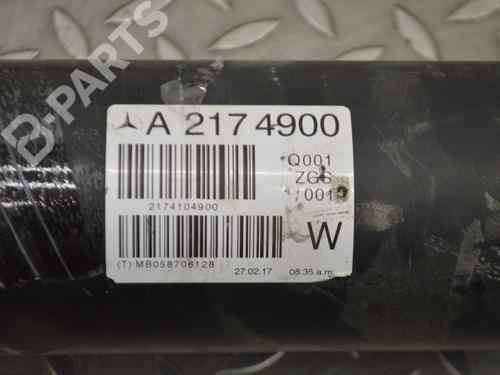 B-PARTS
A 217 4900
Q001
ZGS
001
2174104900
W
(T) MB058706128
27.02.17
08.35 a.m.